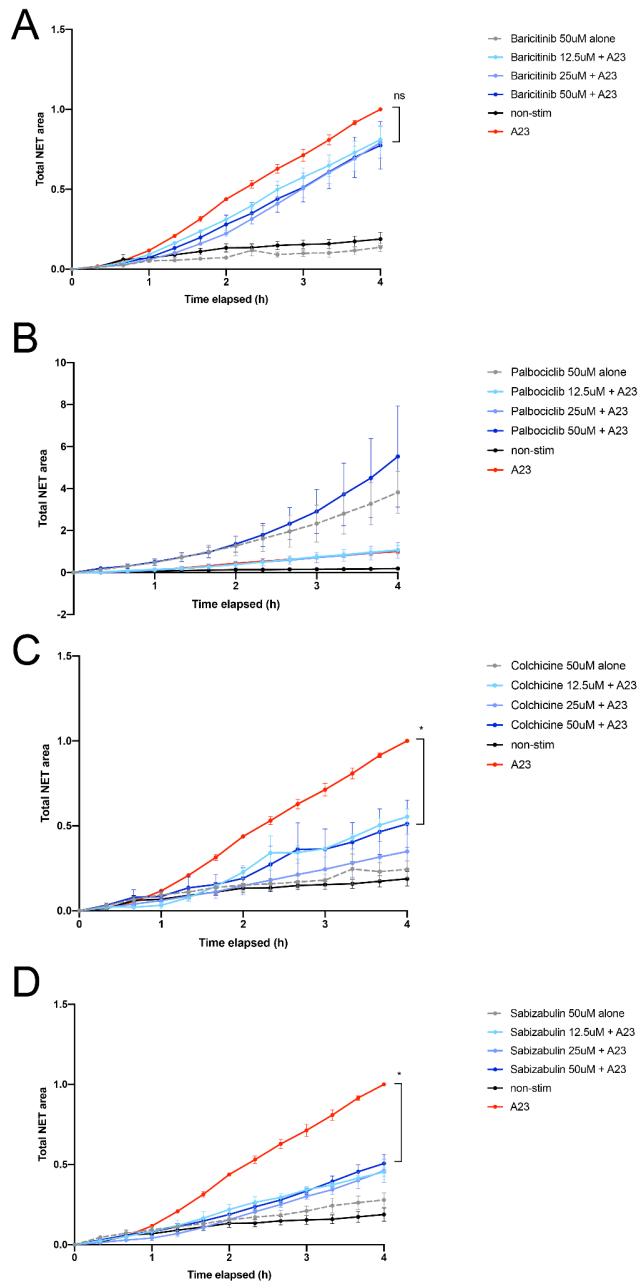 A
Total NET area
1.5
1.0
0.5
0.0
0
1
2
3
4
Time elapsed (h)
ns
Baricitinib 50uM alone
Baricitinib 12.5uM + A23
Baricitinib 25uM + A23
Baricitinib 50uM + A23
non-stim
A23
B
Total NET area
10
8
6
4
2
0
-2
1
2
3
4
Time elapsed (h)
Palbociclib 50uM alone
Palbociclib 12.5uM + A23
Palbociclib 25uM + A23
Palbociclib 50uM + A23
non-stim
A23
C
Total NET area
1.5
1.0
0.5
0.0
0
1
2
3
4
Time elapsed (h)
*
Colchicine 50uM alone
Colchicine 12.5uM + A23
Colchicine 25uM + A23
Colchicine 50uM + A23
non-stim
A23
D
Total NET area
1.5
1.0
0.5
0.0
0
1
2
3
4
Time elapsed (h)
*
Sabizabulin 50uM alone
Sabizabulin 12.5uM + A23
Sabizabulin 25uM + A23
Sabizabulin 50uM + A23
non-stim
A23